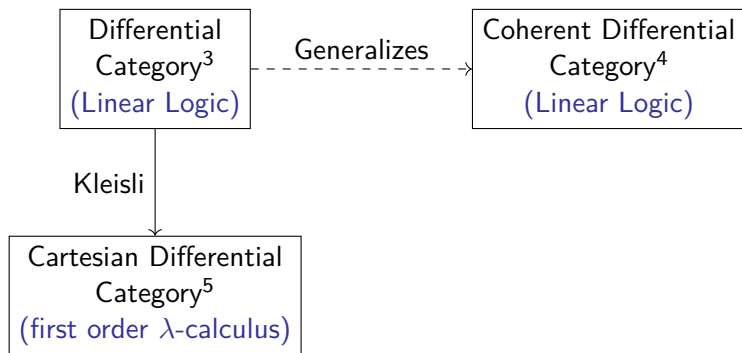 Differential
Category³
(Linear Logic)
Generalizes
Coherent Differential
Category⁴
(Linear Logic)
Kleisli
Cartesian Differential
Category⁵
(first order λ-calculus)